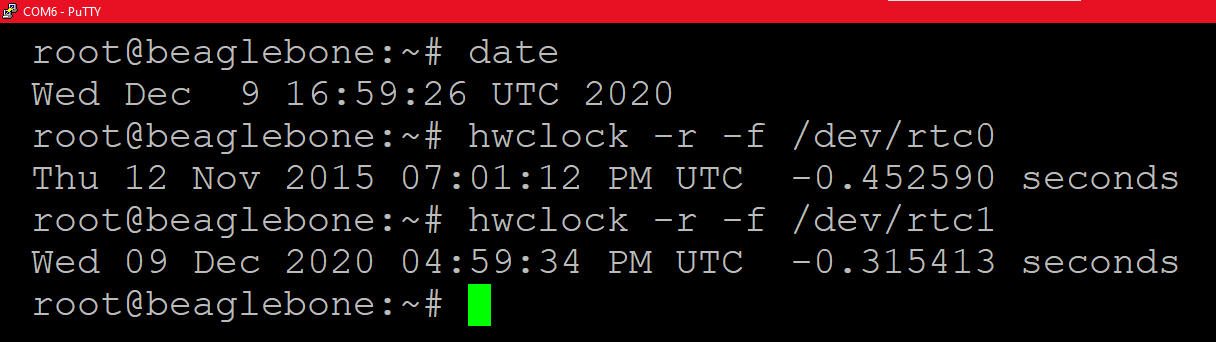 COM6 - PuTTY
root@beaglebone:~# date
Wed Dec  9 16:59:26 UTC 2020
root@beaglebone:~# hwclock -r -f /dev/rtc0
Thu 12 Nov 2015 07:01:12 PM UTC  -0.452590 seconds
root@beaglebone:~# hwclock -r -f /dev/rtc1
Wed 09 Dec 2020 04:59:34 PM UTC  -0.315413 seconds
root@beaglebone:~#